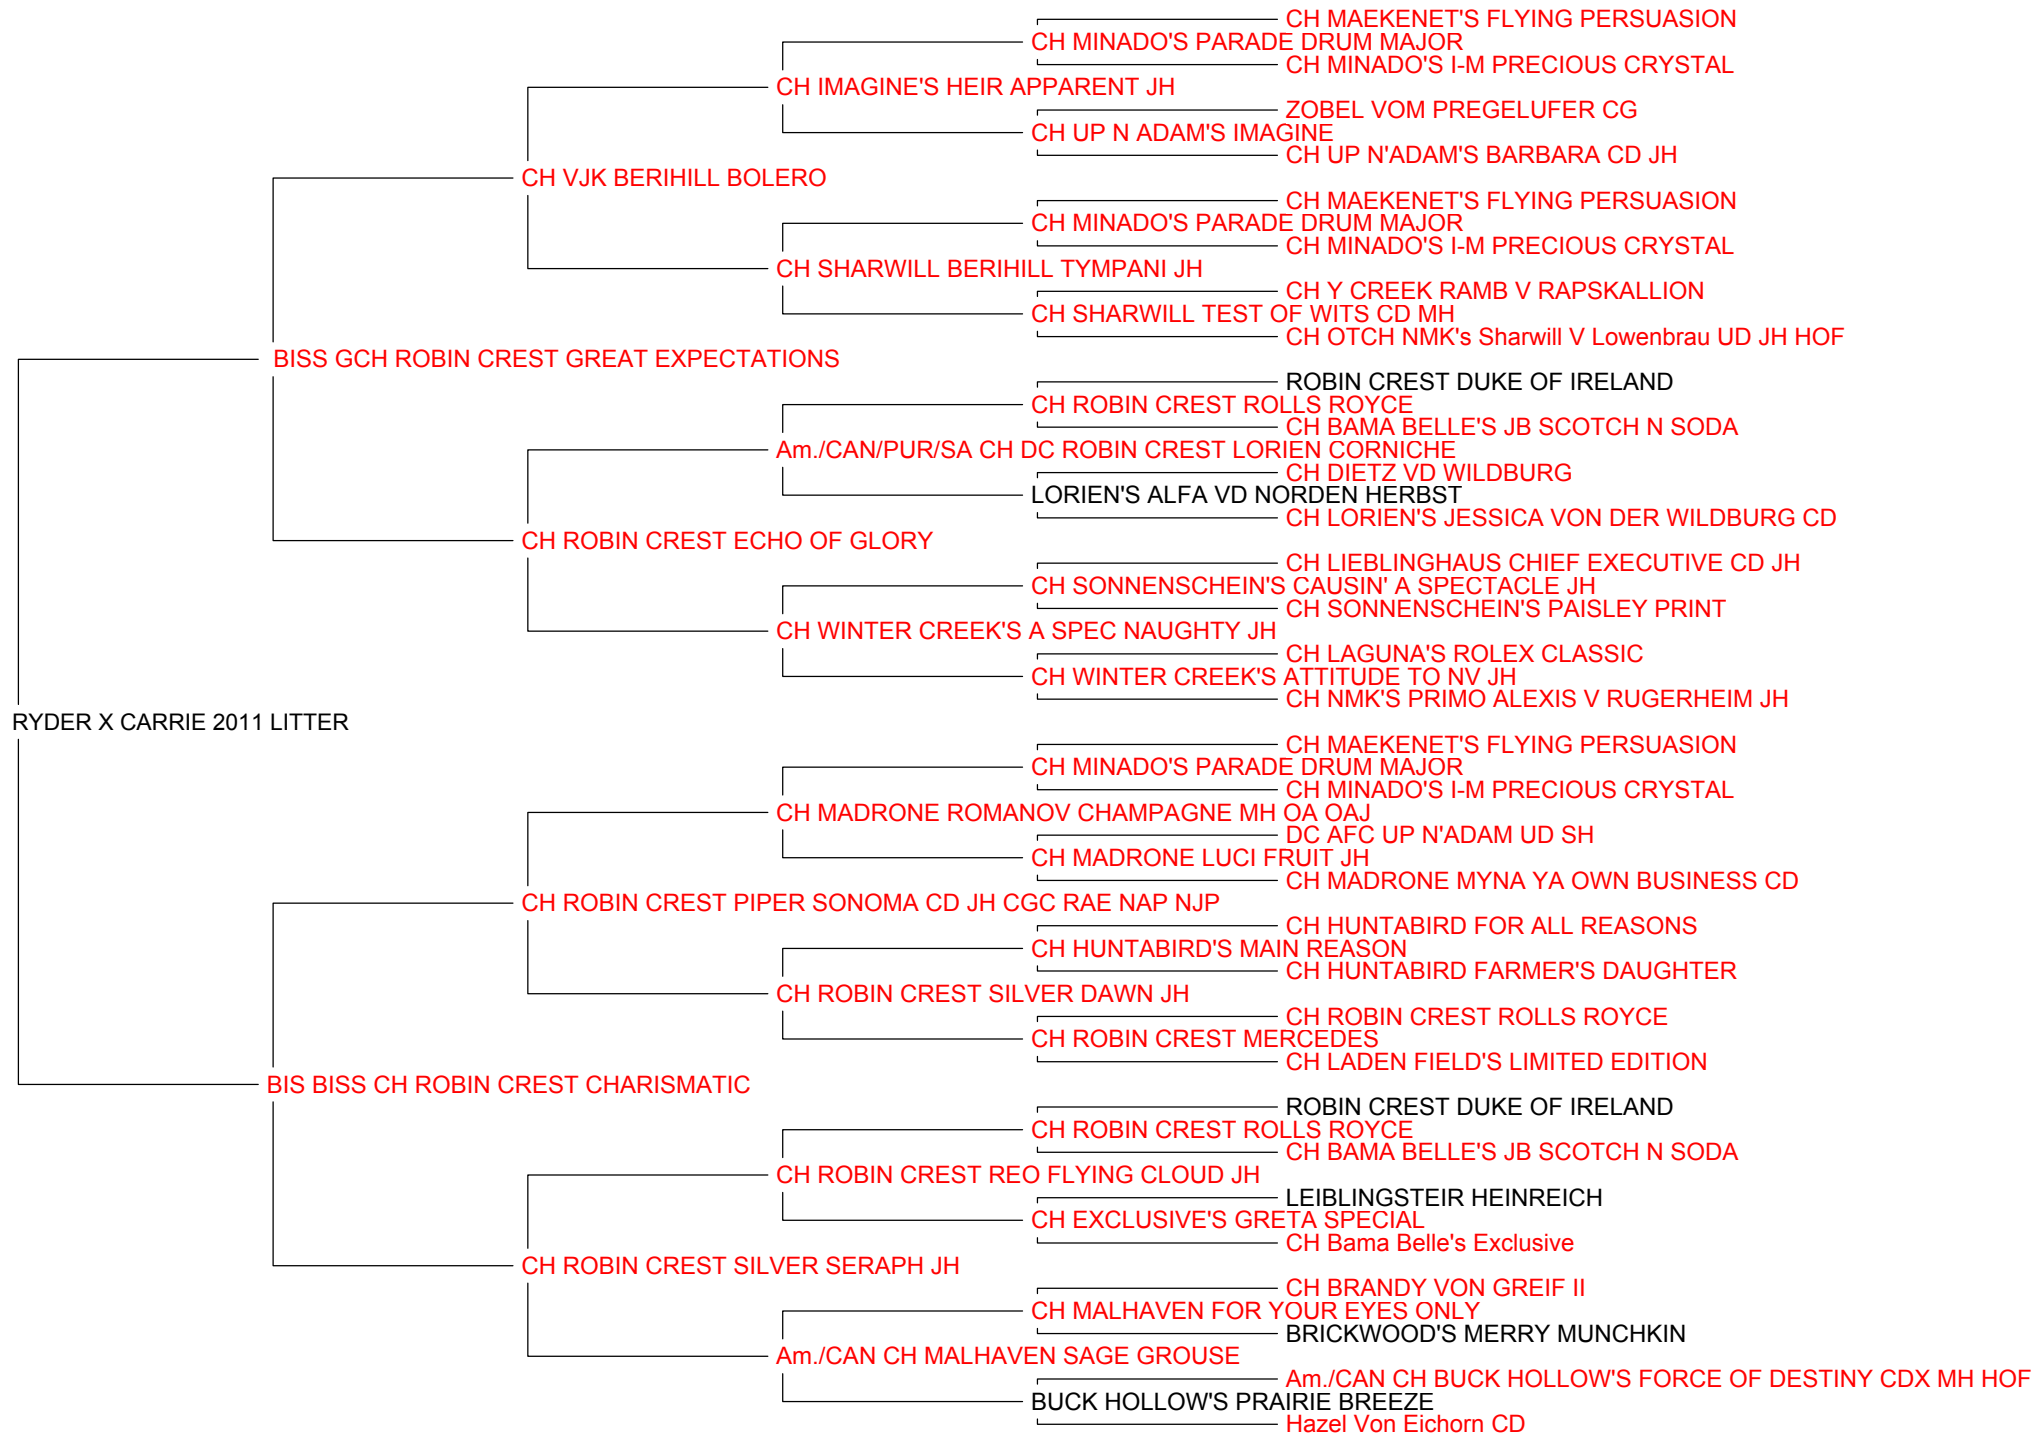 CH MAEKENET'S FLYING PERSUASION
CH MINADO'S PARADE DRUM MAJOR
CH MINADO'S I-M PRECIOUS CRYSTAL
CH IMAGINE'S HEIR APPARENT JH
ZOBEL VOM PREGELUFER CG
CH UP N ADAM'S IMAGINE
CH UP N'ADAM'S BARBARA CD JH
CH VJK BERIHILL BOLERO
CH MAEKENET'S FLYING PERSUASION
CH MINADO'S PARADE DRUM MAJOR
CH MINADO'S I-M PRECIOUS CRYSTAL
CH SHARWILL BERIHILL TYMPANI JH
CH Y CREEK RAMB V RAPSKALLION
CH SHARWILL TEST OF WITS CD MH
CH OTCH NMK's Sharwill V Lowenbrau UD JH HOF
BISS GCH ROBIN CREST GREAT EXPECTATIONS
ROBIN CREST DUKE OF IRELAND
CH ROBIN CREST ROLLS ROYCE
CH BAMA BELLE'S JB SCOTCH N SODA
Am./CAN/PUR/SA CH DC ROBIN CREST LORIEN CORNICHE
CH DIETZ VD WILDBURG
LORIEN'S ALFA VD NORDEN HERBST
CH LORIEN'S JESSICA VON DER WILDBURG CD
CH ROBIN CREST ECHO OF GLORY
CH LIEBLINGHAUS CHIEF EXECUTIVE CD JH
CH SONNENSCHEIN'S CAUSIN' A SPECTACLE JH
CH SONNENSCHEIN'S PAISLEY PRINT
CH WINTER CREEK'S A SPEC NAUGHTY JH
CH LAGUNA'S ROLEX CLASSIC
CH WINTER CREEK'S ATTITUDE TO NV JH
CH NMK'S PRIMO ALEXIS V RUGERHEIM JH
RYDER X CARRIE 2011 LITTER
CH MAEKENET'S FLYING PERSUASION
CH MINADO'S PARADE DRUM MAJOR
CH MINADO'S I-M PRECIOUS CRYSTAL
CH MADRONE ROMANOV CHAMPAGNE MH OA OAJ
DC AFC UP N'ADAM UD SH
CH MADRONE LUCI FRUIT JH
CH MADRONE MYNA YA OWN BUSINESS CD
CH ROBIN CREST PIPER SONOMA CD JH CGC RAE NAP NJP
CH HUNTABIRD FOR ALL REASONS
CH HUNTABIRD'S MAIN REASON
CH HUNTABIRD FARMER'S DAUGHTER
CH ROBIN CREST SILVER DAWN JH
CH ROBIN CREST ROLLS ROYCE
CH ROBIN CREST MERCEDES
CH LADEN FIELD'S LIMITED EDITION
BIS BISS CH ROBIN CREST CHARISMATIC
ROBIN CREST DUKE OF IRELAND
CH ROBIN CREST ROLLS ROYCE
CH BAMA BELLE'S JB SCOTCH N SODA
CH ROBIN CREST REO FLYING CLOUD JH
LEIBLINGSTEIR HEINREICH
CH EXCLUSIVE'S GRETA SPECIAL
CH Bama Belle's Exclusive
CH ROBIN CREST SILVER SERAPH JH
CH BRANDY VON GREIF II
CH MALHAVEN FOR YOUR EYES ONLY
BRICKWOOD'S MERRY MUNCHKIN
Am./CAN CH MALHAVEN SAGE GROUSE
Am./CAN CH BUCK HOLLOW'S FORCE OF DESTINY CDX MH HOF
BUCK HOLLOW'S PRAIRIE BREEZE
Hazel Von Eichorn CD